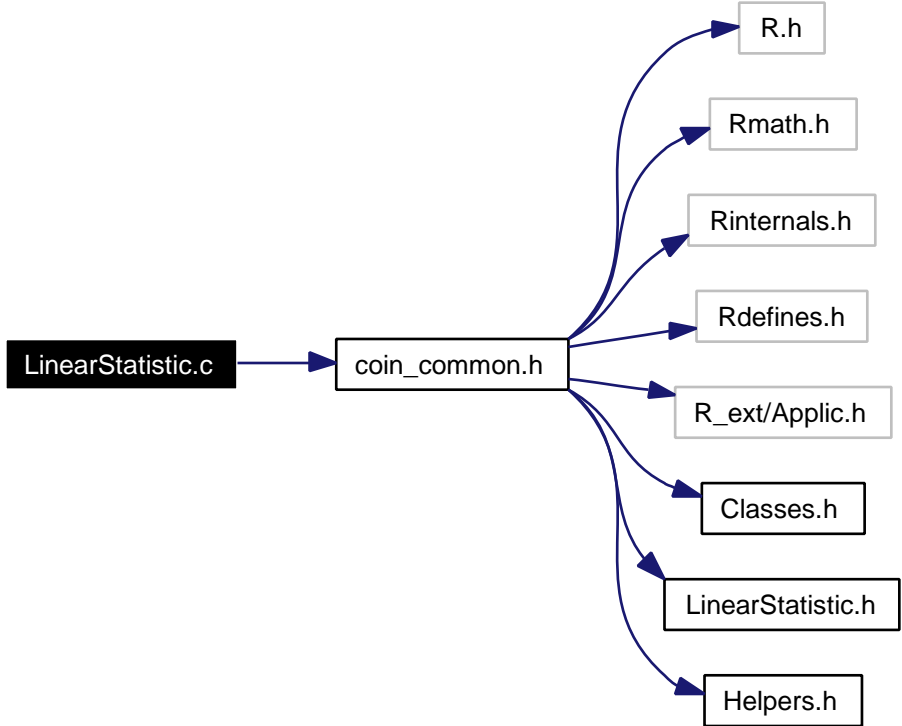 R.h
Rmath.h
Rinternals.h
Rdefines.h
LinearStatistic.c
coin_common.h
R_ext/Applic.h
Classes.h
LinearStatistic.h
Helpers.h